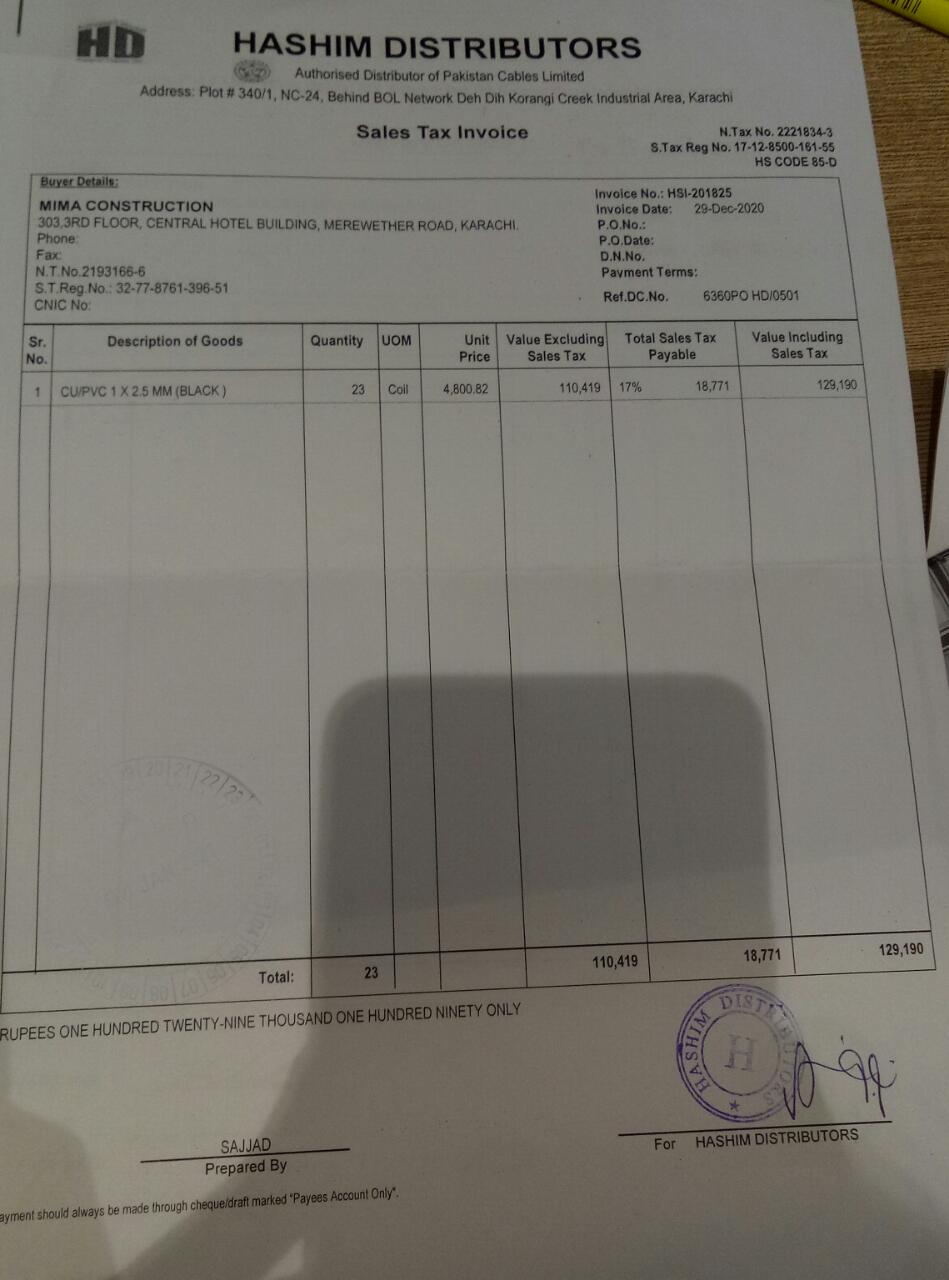 HD
HASHIM DISTRIBUTORS
Authorised Distributor of Pakistan Cables Limited
Address: Plot # 340/1, NC-24, Behind BOL Network Deh Dih Korangi Creek Industrial Area, Karachi
Sales Tax Invoice
N.Tax No. 2221834-3
S.Tax Reg No. 17-12-8500-161-55
HS CODE 85-D
Buyer Details:
MIMA CONSTRUCTION
303,3RD FLOOR, CENTRAL HOTEL BUILDING, MEREWETHER ROAD, KARACHI.
Phone:
Fax:
N.T.No.2193166-6
S.T.Reg.No.: 32-77-8761-396-51
CNIC No:
Invoice No.: HSI-201825
Invoice Date: 29-Dec-2020
P.O.No.:
P.O.Date:
D.N.No.
Payment Terms:
Ref.DC.No. 6360PO HD/0501
Sr. No. Description of Goods Quantity UOM Unit Price Value Excluding Sales Tax Total Sales Tax Payable Value Including Sales Tax
1 CU/PVC 1 X 2.5 MM (BLACK ) 23 Coil 4,800.82 110,419 17% 18,771 129,190
Total: 23 110,419 18,771 129,190
RUPEES ONE HUNDRED TWENTY-NINE THOUSAND ONE HUNDRED NINETY ONLY
HASHIM DISTRIBUTORS
H
SAJJAD
Prepared By
For HASHIM DISTRIBUTORS
ayment should always be made through cheque/draft marked "Payees Account Only".